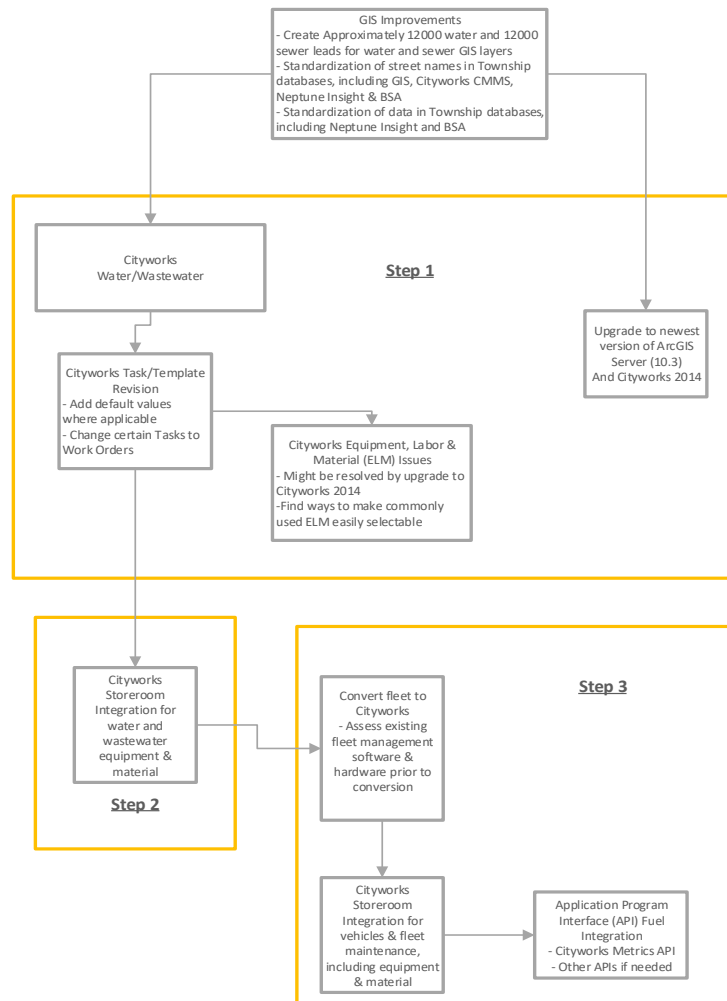 GIS Improvements
- Create Approximately 12000 water and 12000
sewer leads for water and sewer GIS layers
- Standardization of street names in Township
databases, including GIS, Cityworks CMMS,
Neptune Insight & BSA
- Standardization of data in Township databases,
including Neptune Insight and BSA
Step 1
Cityworks
Water/Wastewater
Upgrade to newest
version of ArcGIS
Server (10.3)
And Cityworks 2014
Cityworks Task/Template
Revision
- Add default values
where applicable
- Change certain Tasks to
Work Orders
Cityworks Equipment, Labor &
Material (ELM) Issues
- Might be resolved by upgrade to
Cityworks 2014
-Find ways to make commonly
used ELM easily selectable
Cityworks
Storeroom
Integration for
water and
wastewater
equipment &
material
Step 2
Step 3
Convert fleet to
Cityworks
- Assess existing
fleet management
software &
hardware prior to
conversion
Cityworks
Storeroom
Integration for
vehicles & fleet
maintenance,
including equipment
& material
Application Program
Interface (API) Fuel
Integration
- Cityworks Metrics API
- Other APIs if needed